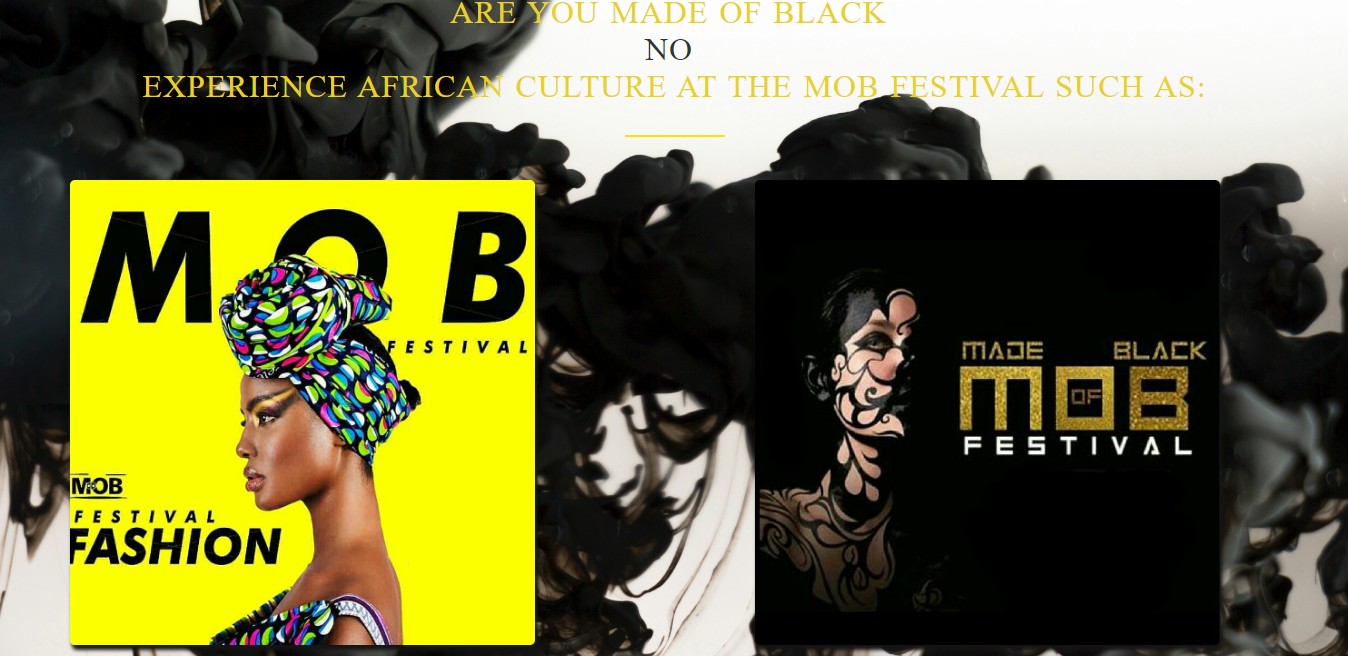 ARE YOU MADE OF BLACK
NO
EXPERIENCE AFRICAN CULTURE AT THE MOB FESTIVAL SUCH AS:
MOB
FESTIVAL
MOB
FESTIVAL
FASHION
MADE BLACK
MOB
OF
FESTIVAL